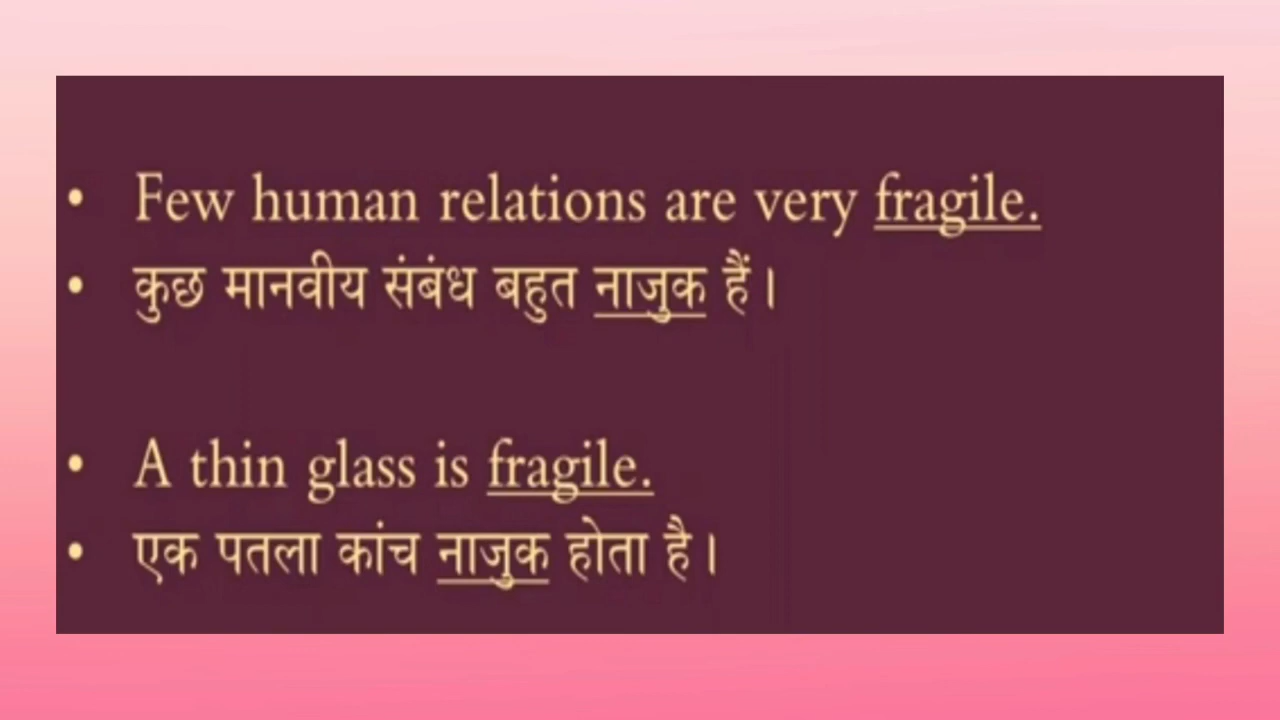 • Few human relations are very fragile.
• कुछ मानवीय संबंध बहुत नाजुक हैं।
• A thin glass is fragile.
• एक पतला कांच नाजुक होता है।